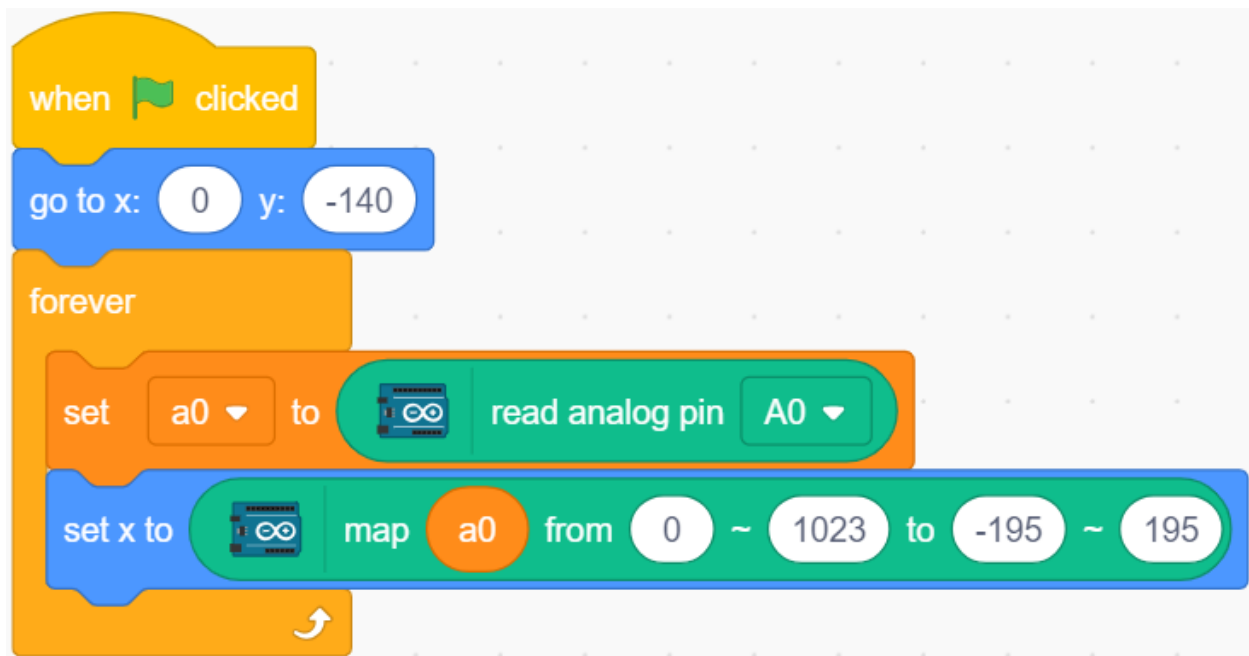 when clicked
go to x: 0 y: -140
forever
set a0 to read analog pin A0
set x to map a0 from 0 ~ 1023 to -195 ~ 195